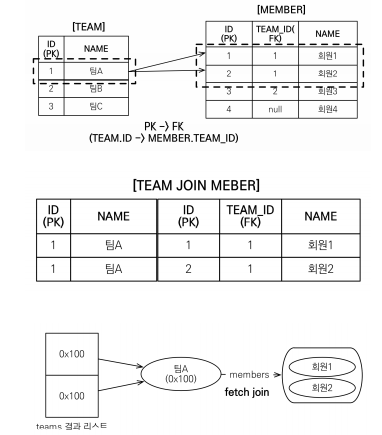 [MEMBER]
[TEAM]
ID (PK) TEAM_ID( FK) NAME
1 1 회원1
2 1 회원2
3 2 회원3
4 null 회원4
ID (PK) NAME
1 팀A
2 팀B
3 팀C
PK -> FK
(TEAM.ID -> MEMBER.TEAM_ID)
[TEAM JOIN MEBER]
ID (PK) NAME ID (PK) TEAM_ID (FK) NAME
1 팀A 1 1 회원1
1 팀A 2 1 회원2
0x100
0x100
팀A
(0x100)
members
fetch join
회원1
회원2
teams 결과 리스트